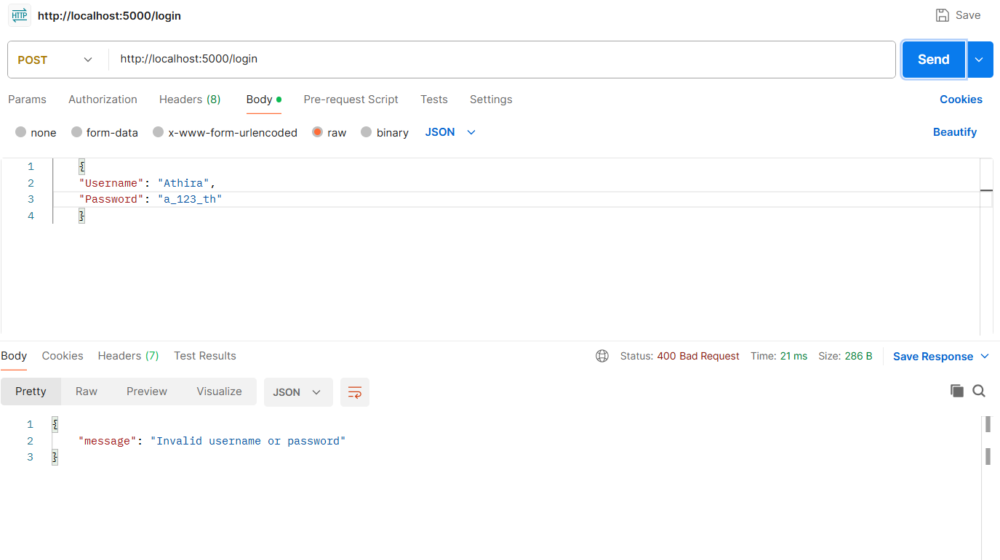 HTTP http://localhost:5000/login Save
POST http://localhost:5000/login Send
Params Authorization Headers (8) Body Pre-request Script Tests Settings Cookies
none form-data x-www-form-urlencoded raw binary JSON Beautify
1 {
2 "Username": "Athira",
3 "Password": "a_123_th"
4 }
Body Cookies Headers (7) Test Results Status: 400 Bad Request Time: 21 ms Size: 286 B Save Response
Pretty Raw Preview Visualize JSON
1 {
2 "message": "Invalid username or password"
3 }